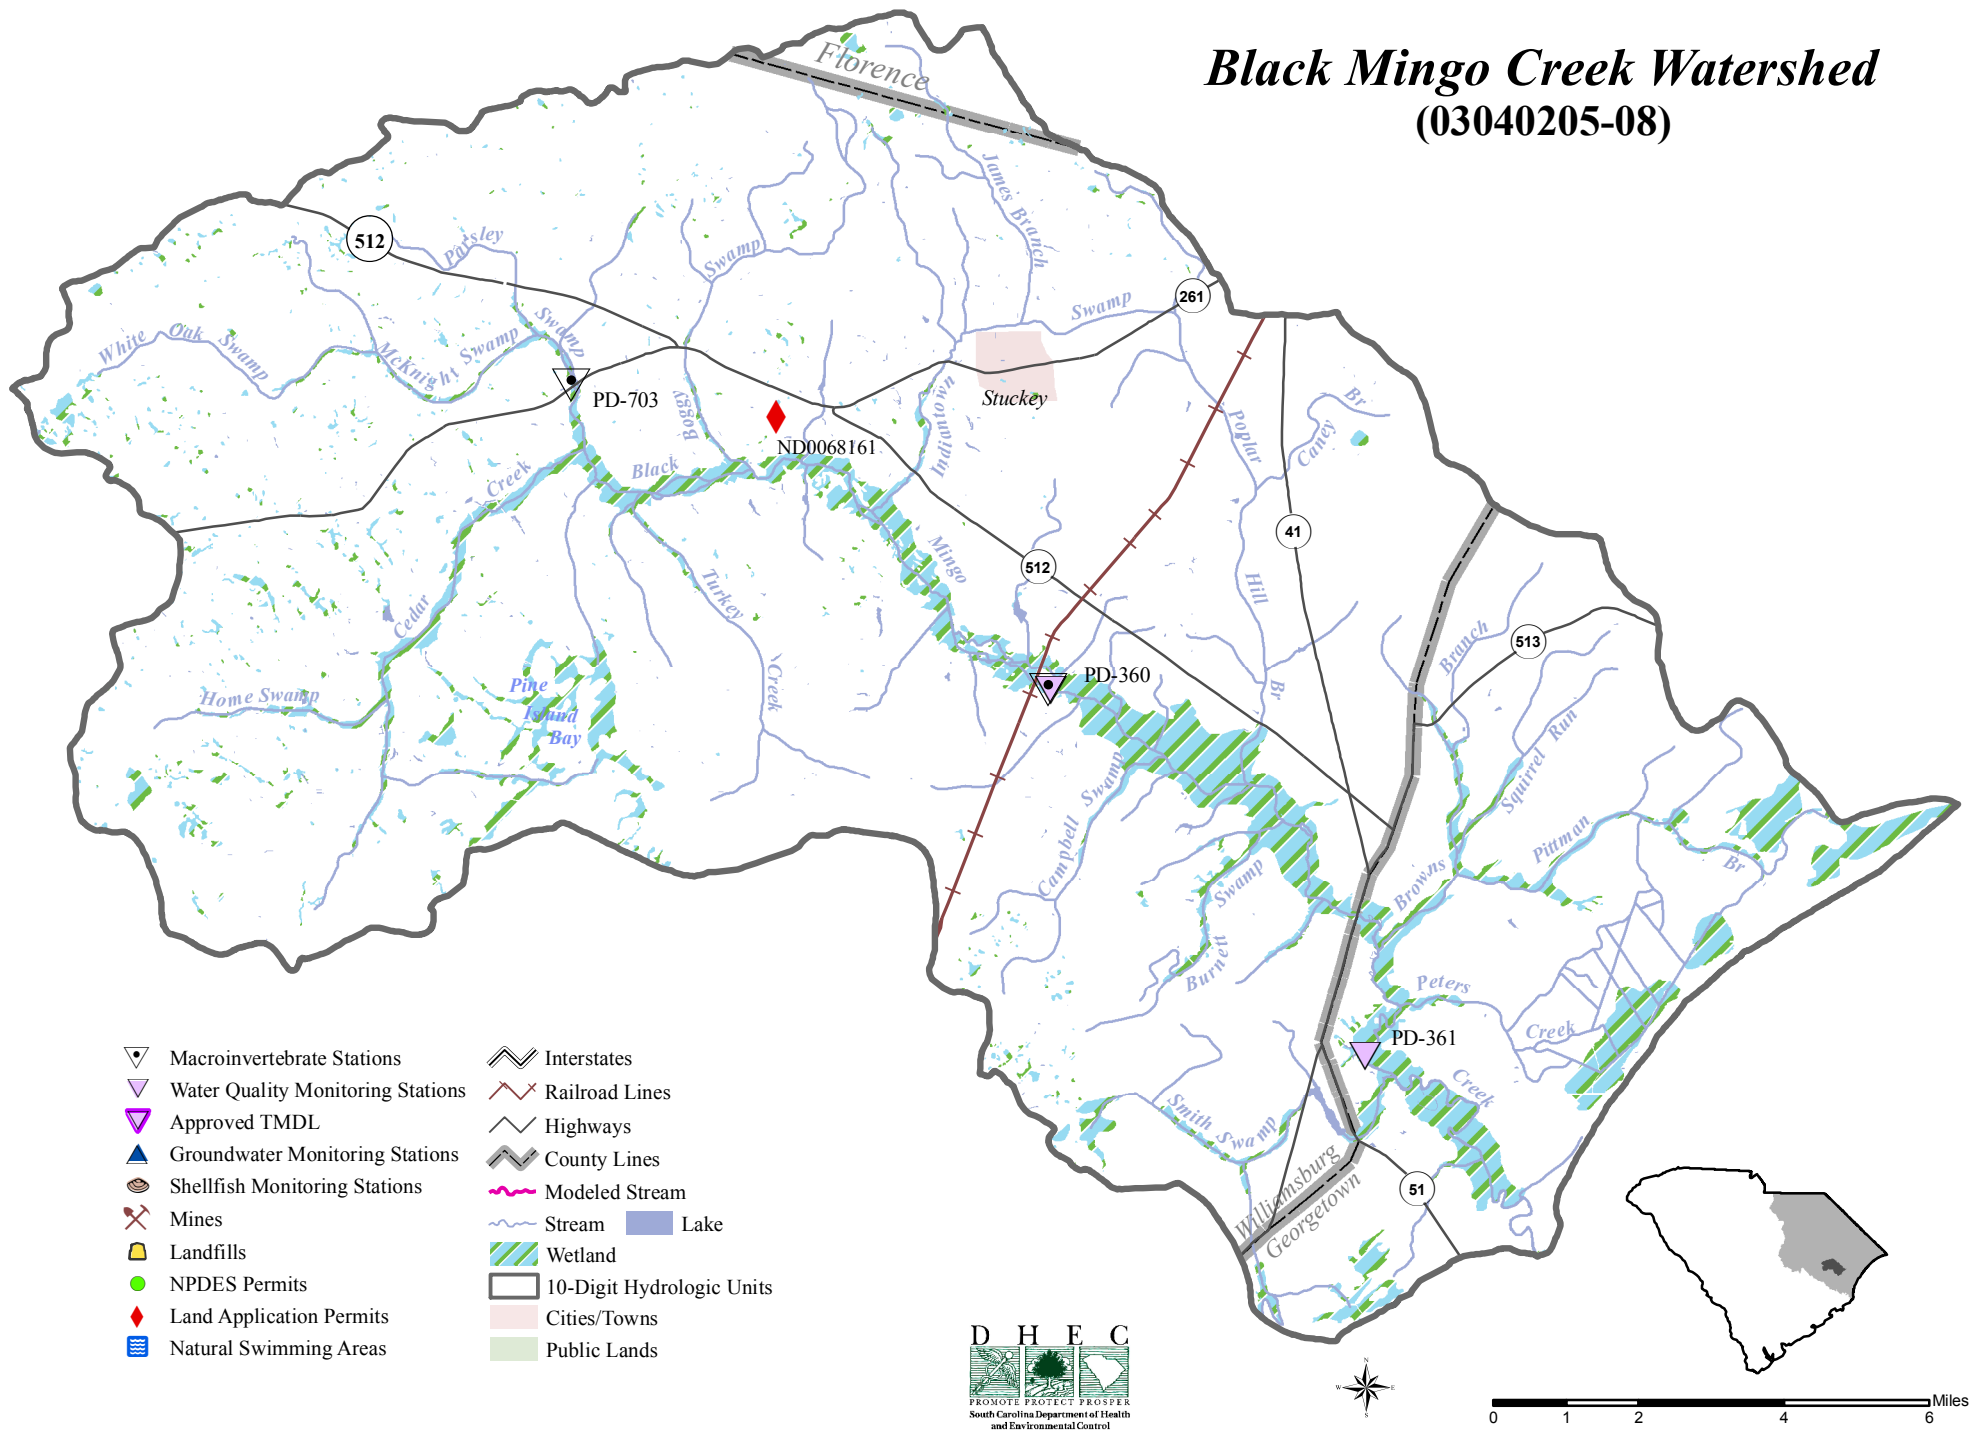 Black Mingo Creek Watershed
(03040205-08)
Florence
James Branch
512
Parsley
Swamp
Swamp
261
Swamp
White Oak Swamp
McKnight Swamp
PD-703
Boggy
ND0068161
Indiantown
Stuckey
Poplar
Caney
Br
Creek
Black
41
Mingo
512
Hill
Turkey
Cedar
Branch
513
Home Swamp
Pine
Island
Bay
Creek
PD-360
Br
Squirrel Run
Swamp
Campbell
Pittman
Br
Swamp
Browns
Burnett
Peters
Creek
PD-361
Creek
Smith Swamp
Williamsburg
Georgetown
51
Macroinvertebrate Stations
Water Quality Monitoring Stations
Approved TMDL
Groundwater Monitoring Stations
Shellfish Monitoring Stations
Mines
Landfills
NPDES Permits
Land Application Permits
Natural Swimming Areas
Interstates
Railroad Lines
Highways
County Lines
Modeled Stream
Stream
Lake
Wetland
10-Digit Hydrologic Units
Cities/Towns
Public Lands
D H E C
PROMOTE PROTECT PROSPER
South Carolina Department of Health
and Environmental Control
N
W E
S
Miles
0 1 2 4 6